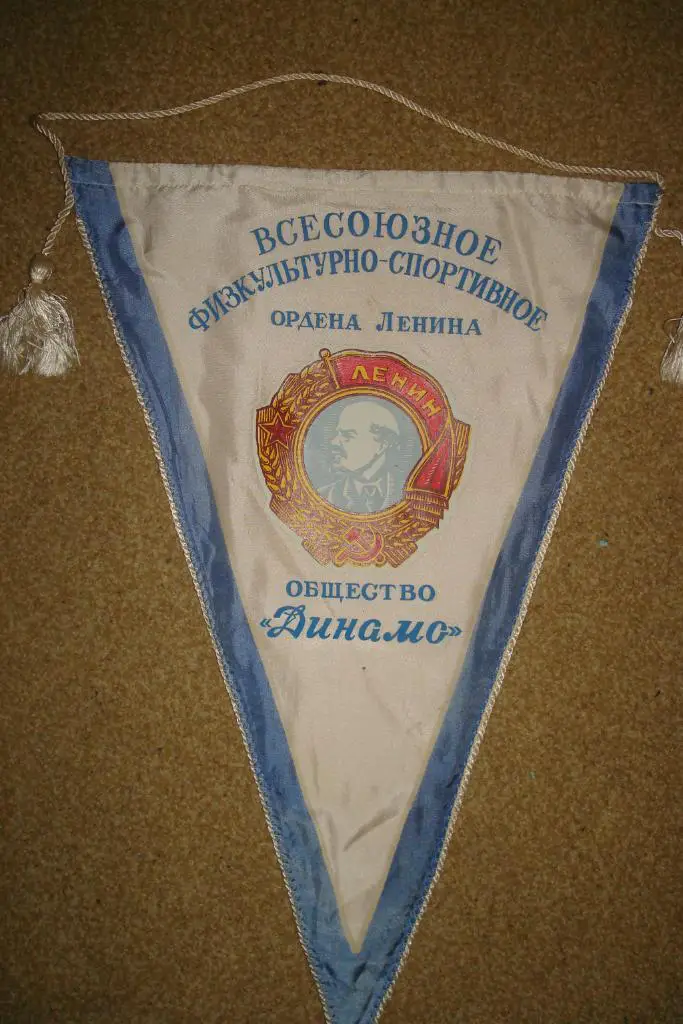 ВСЕСОЮЗНОЕ
ФИЗКУЛЬТУРНО-СПОРТИВНОЕ
ОРДЕНА ЛЕНИНА
ЛЕНИН
ОБЩЕСТВО
«Динамо»